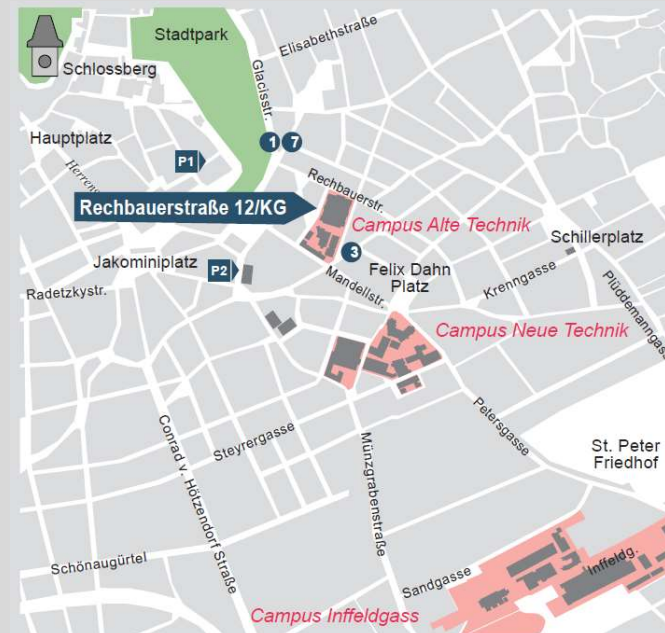 Stadtpark
Elisabethstraße
Schlossberg
Glacisstr.
Hauptplatz
1
7
P1
Rechbauerstr.
Rechbauerstraße 12/KG
Campus Alte Technik
Schillerplatz
3
Jakominiplatz
Felix Dahn
Platz
P2
Krenngasse
Radetzkystr.
Mandellstr.
Plüddemanngasse
Campus Neue Technik
Petersgasse
Steyrergasse
St. Peter
Friedhof
Conrad v. Hötzendorf Straße
Münzgrabenstraße
Schönaugürtel
Sandgasse
Inffeldg.
Campus Inffeldgass